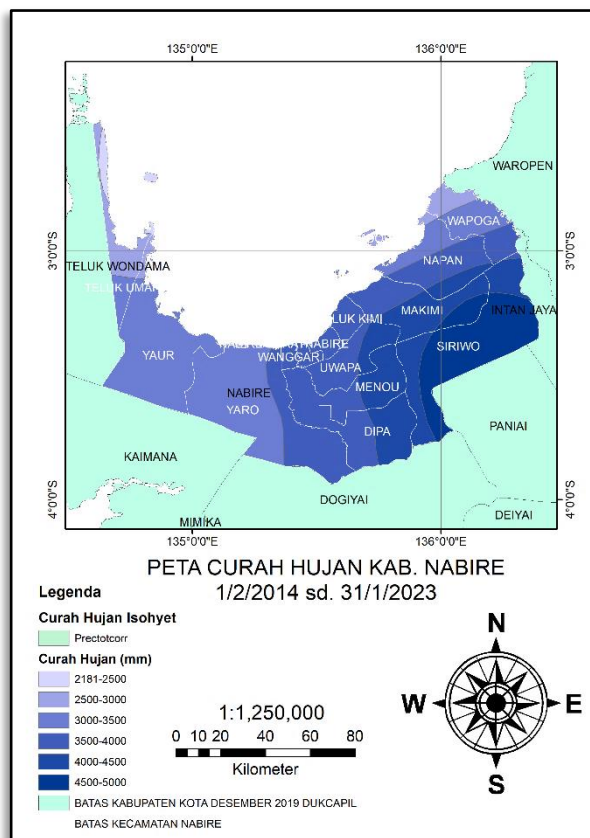 135°0'0"E 136°0'0"E
WAROPEN
WAPOGA
3°0'0"S 3°0'0"S
NAPAN
TELUK WONDAMA
TELUK UMAR
INTAN JAYA
MAKIMI
LUK KIMI
NABIRE
SIRIWO
YAUR
WANGGAR
UWAPA
MENOU
NABIRE
YARO
PANIAI
DIPA
KAIMANA
DOGIYAI
4°0'0"S 4°0'0"S
DEIYAI
MIMIKA
135°0'0"E 136°0'0"E
PETA CURAH HUJAN KAB. NABIRE
1/2/2014 sd. 31/1/2023
Legenda
Curah Hujan Isohyet
Prectotcorr
Curah Hujan (mm)
2181-2500
2500-3000
3000-3500
3500-4000
4000-4500
4500-5000
BATAS KABUPATEN KOTA DESEMBER 2019 DUKCAPIL
BATAS KECAMATAN NABIRE
1:1,250,000
0 10 20 40 60 80
Kilometer
N
W E
S